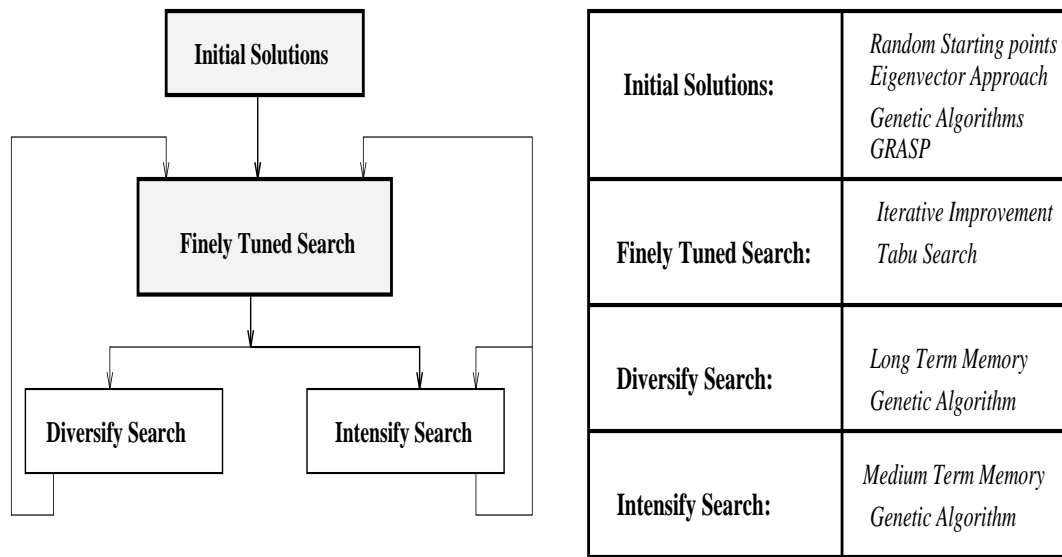 Initial Solutions
Finely Tuned Search
Diversify Search
Intensify Search
Initial Solutions:
Random Starting points
Eigenvector Approach
Genetic Algorithms
GRASP
Finely Tuned Search:
Iterative Improvement
Tabu Search
Diversify Search:
Long Term Memory
Genetic Algorithm
Intensify Search:
Medium Term Memory
Genetic Algorithm